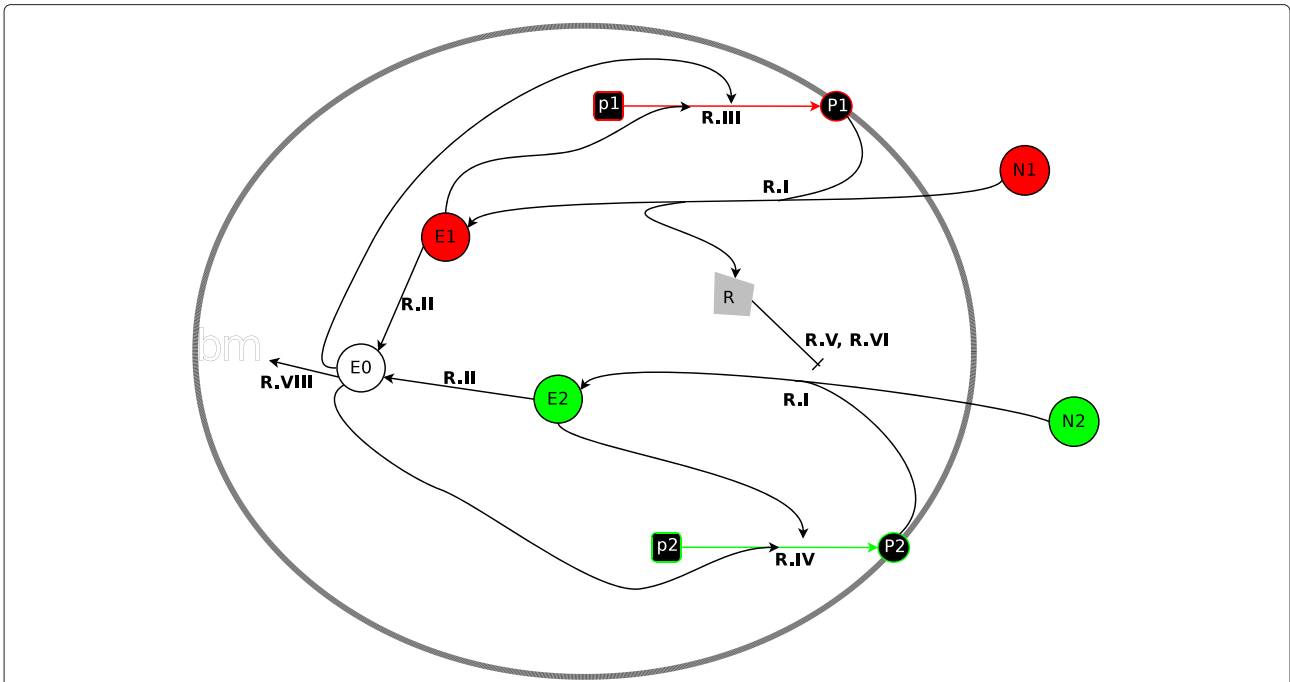 p1
P1
R.III
N1
R.I
E1
R
R.II
R.V, R.VI
bm
E0
R.VIII
R.II
E2
R.I
N2
p2
P2
R.IV